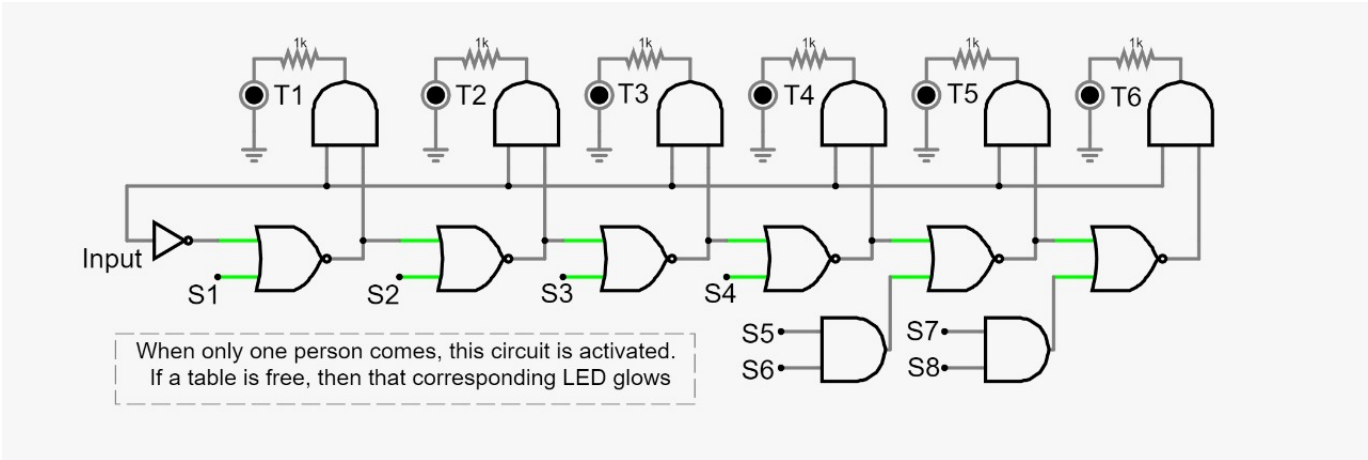 1k
1k
1k
1k
1k
1k
T1
T2
T3
T4
T5
T6
Input
S1
S2
S3
S4
S5
S6
S7
S8
When only one person comes, this circuit is activated.
If a table is free, then that corresponding LED glows